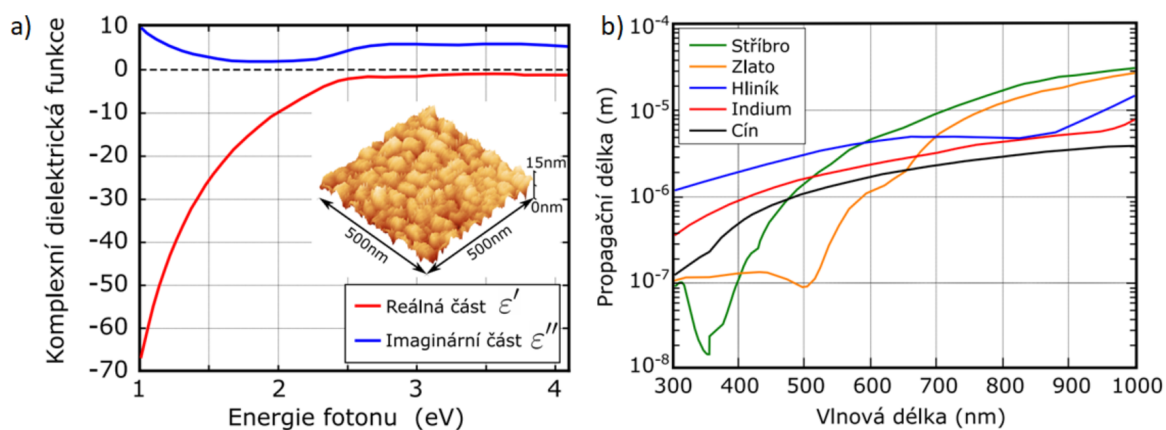 a)
Komplexní dielektrická funkce
10
0
-10
-20
-30
-40
-50
-60
-70
1
2
3
4
Energie fotonu (eV)
15nm
0nm
500nm
500nm
Reálná část ε′
Imaginární část ε″
b)
Propagační délka (m)
10⁻⁴
10⁻⁵
10⁻⁶
10⁻⁷
10⁻⁸
Stříbro
Zlato
Hliník
Indium
Cín
300 400 500 600 700 800 900 1000
Vlnová délka (nm)